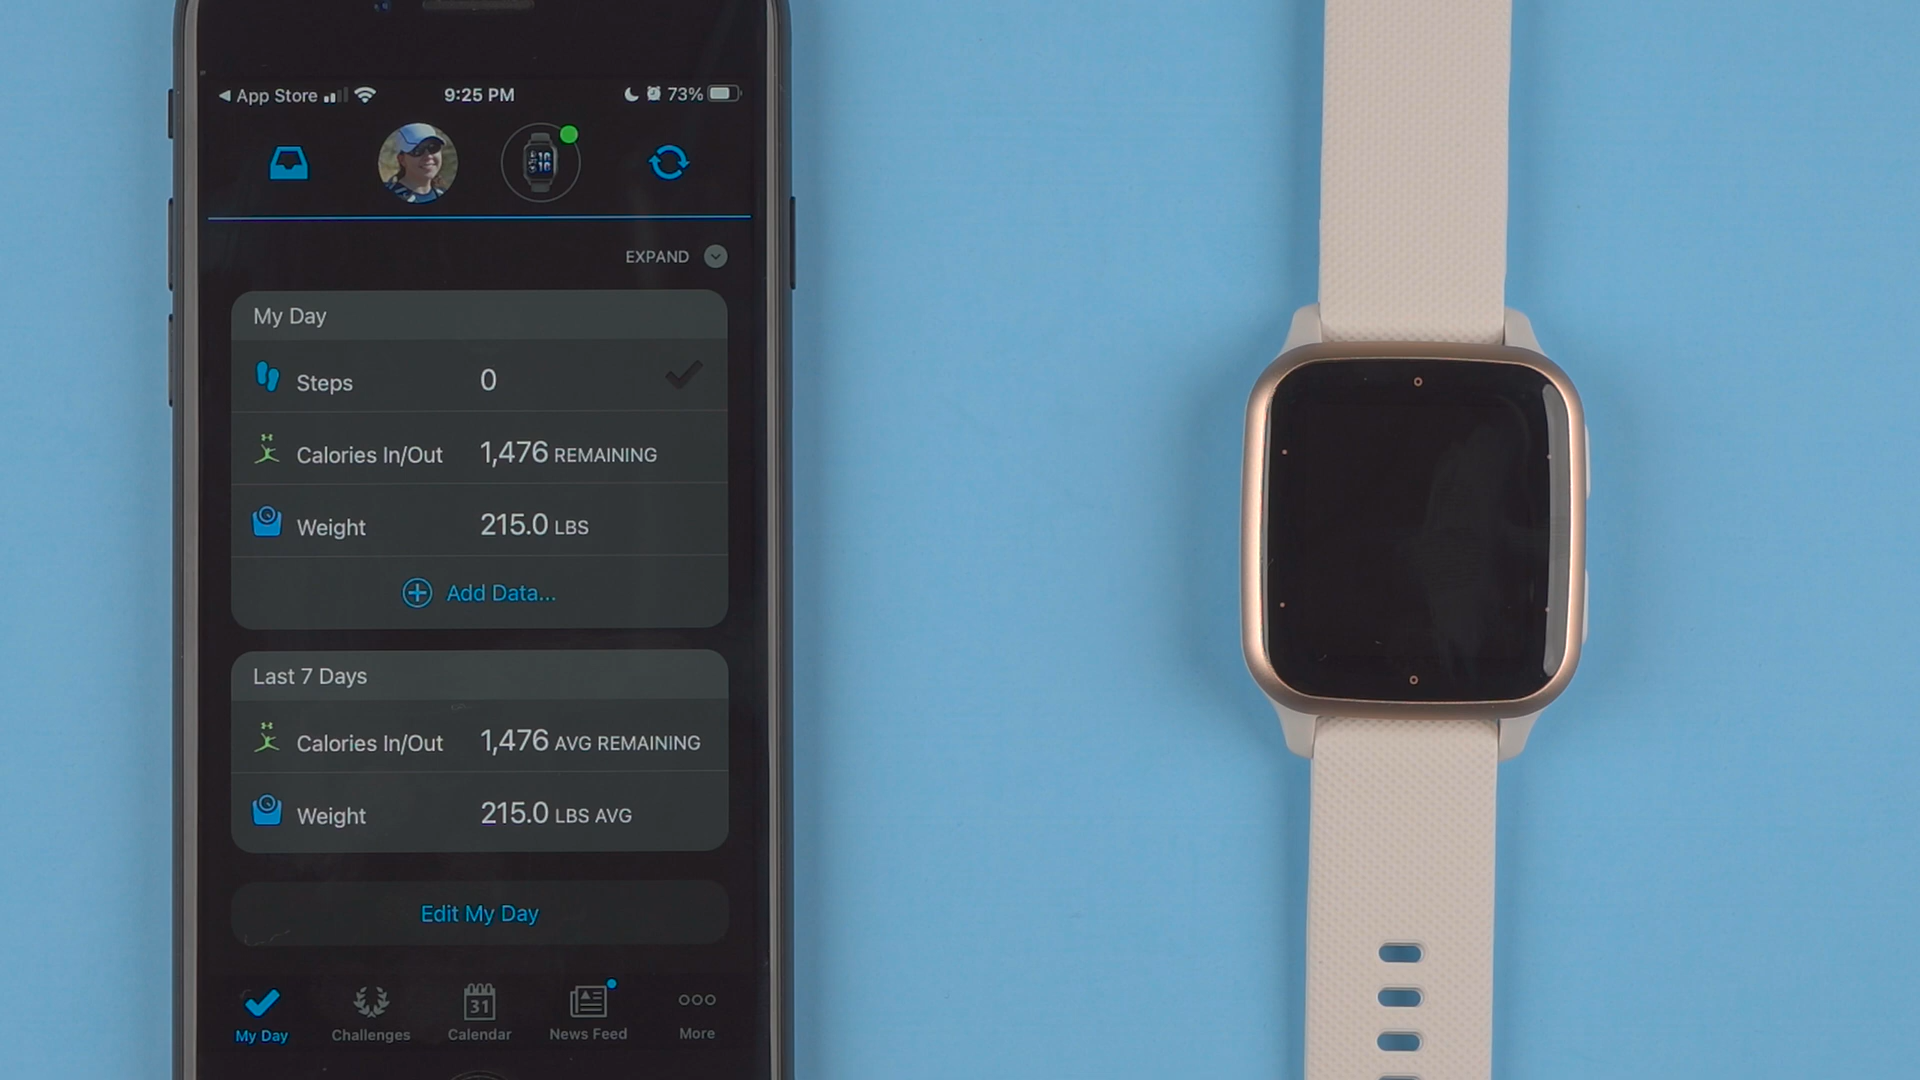 App Store 9:25 PM 73%
10
10
EXPAND
My Day
Steps 0
Calories In/Out 1,476 REMAINING
Weight 215.0 LBS
Add Data...
Last 7 Days
Calories In/Out 1,476 AVG REMAINING
Weight 215.0 LBS AVG
Edit My Day
31
My Day Challenges Calendar News Feed More